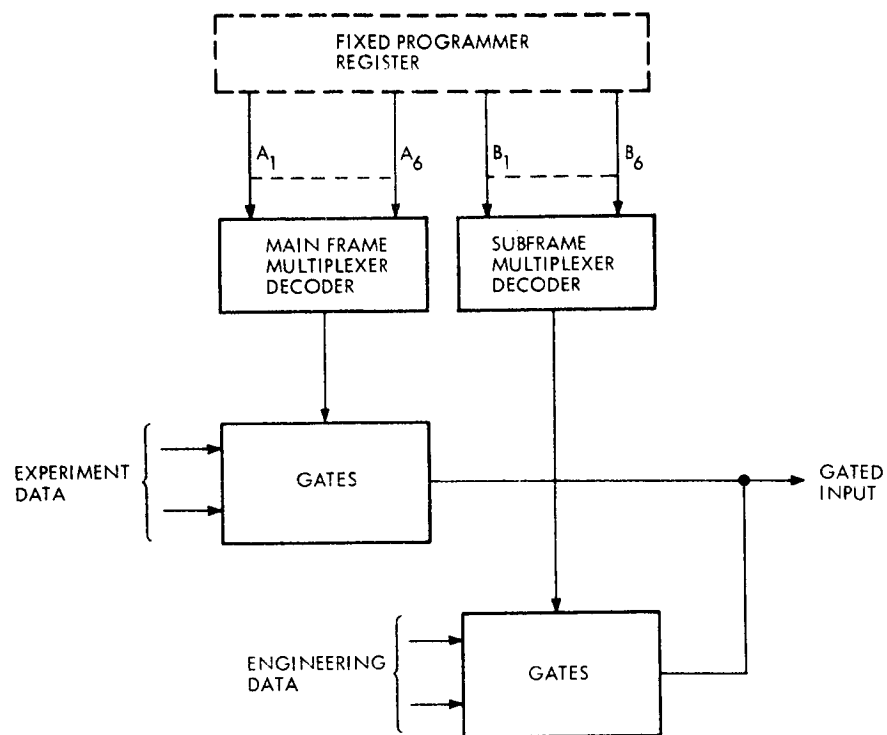 FIXED PROGRAMMER
REGISTER
A1
A6
B1
B6
MAIN FRAME
MULTIPLEXER
DECODER
SUBFRAME
MULTIPLEXER
DECODER
EXPERIMENT
DATA
GATES
GATED
INPUT
ENGINEERING
DATA
GATES